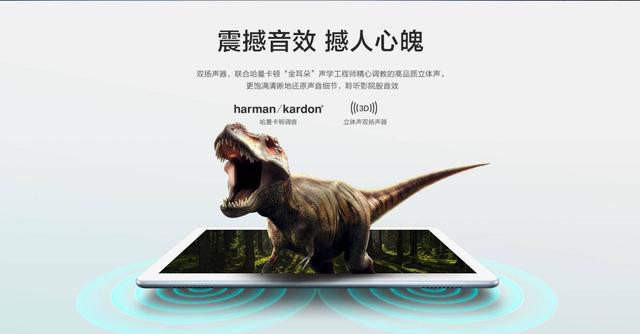 震撼音效 撼人心魄
双扬声器，联合哈曼卡顿“金耳朵”声学工程师精心调教的高品质立体声。
更饱满清晰地还原声音细节，聆听影院般音效
harman/kardon®
(((3D)))
哈曼卡顿调音
立体声双扬声器